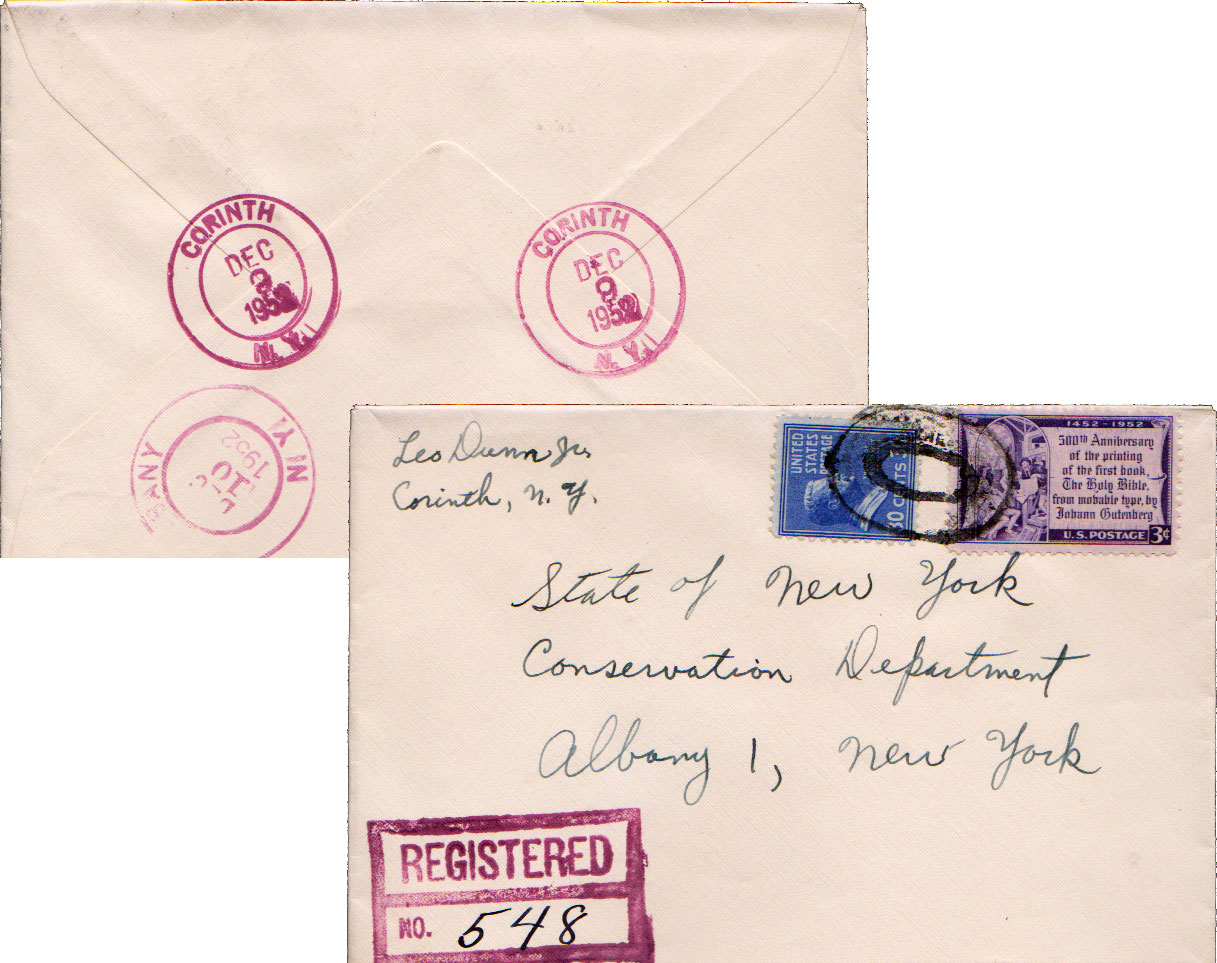 CORINTH
DEC
9
1952
N.Y.
CORINTH
DEC
9
1952
N.Y.
N.Y.
10
1952
Leo Dunn Jr.
Corinth, N.Y.
UNITED
STATES
POSTAGE
30 CENTS
1452-1952
500th Anniversary
of the printing
of the first book,
The Holy Bible,
from movable type, by
Johann Gutenberg
U.S. POSTAGE 3¢
State of New York
Conservation Department
Albany 1, New York
REGISTERED
NO. 548